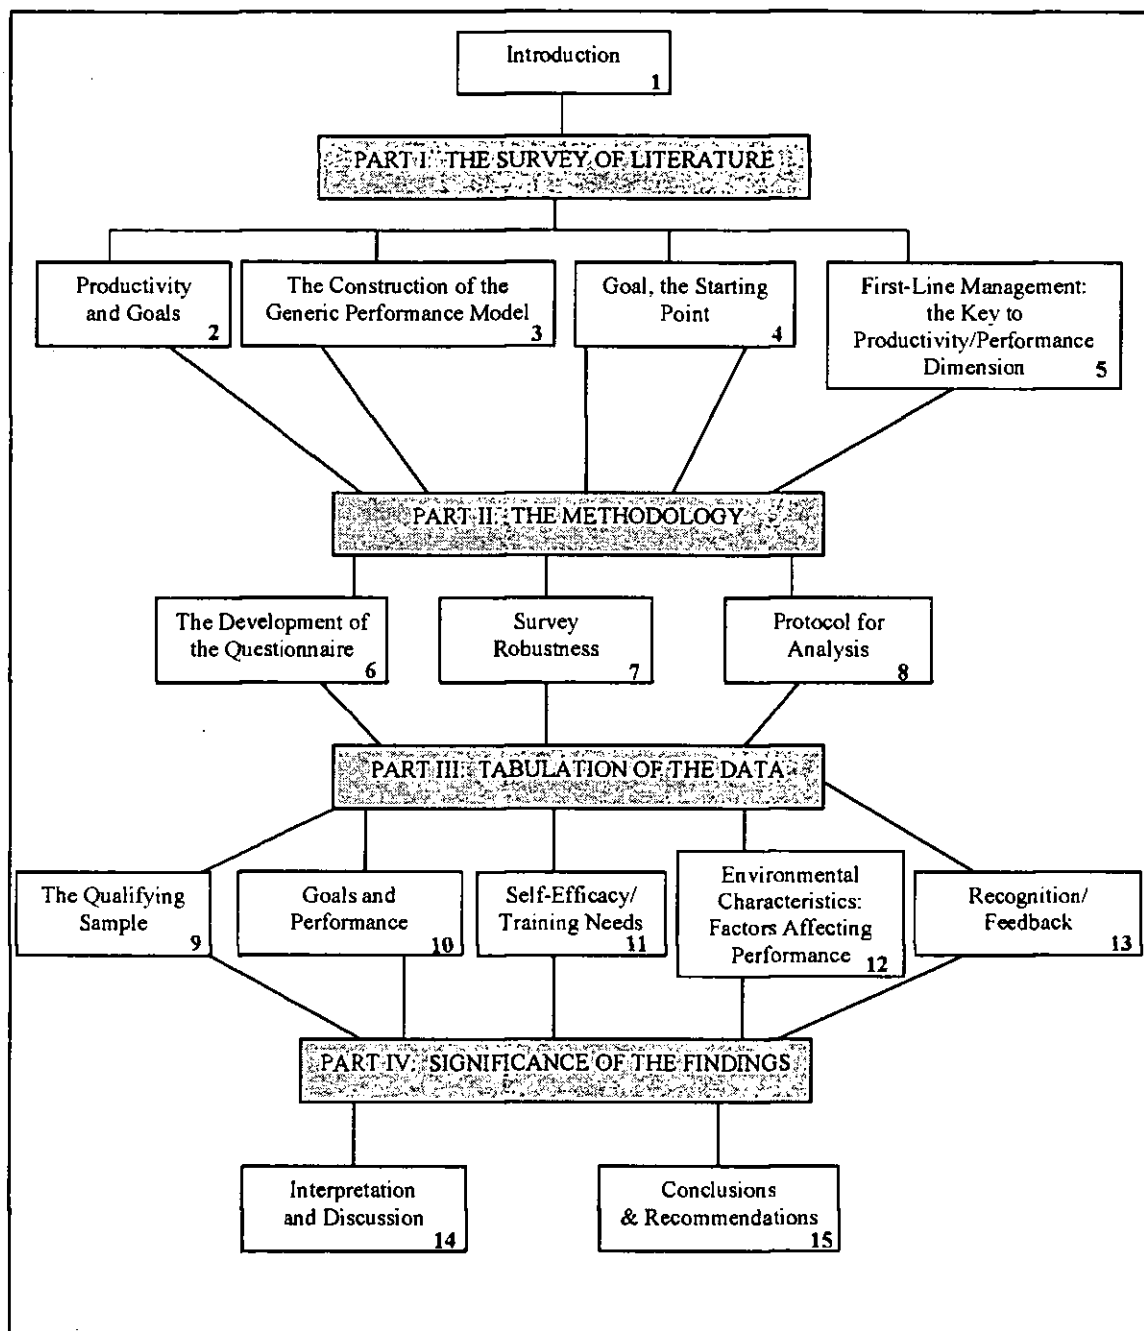 Introduction
1
PART I: THE SURVEY OF LITERATURE
Productivity
and Goals
2
The Construction of the
Generic Performance Model
3
Goal, the Starting
Point
4
First-Line Management:
the Key to
Productivity/Performance
Dimension
5
PART II: THE METHODOLOGY
The Development of
the Questionnaire
6
Survey
Robustness
7
Protocol for
Analysis
8
PART III: TABULATION OF THE DATA
The Qualifying
Sample
9
Goals and
Performance
10
Self-Efficacy/
Training Needs
11
Environmental
Characteristics:
Factors Affecting
Performance
12
Recognition/
Feedback
13
PART IV: SIGNIFICANCE OF THE FINDINGS
Interpretation
and Discussion
14
Conclusions
& Recommendations
15